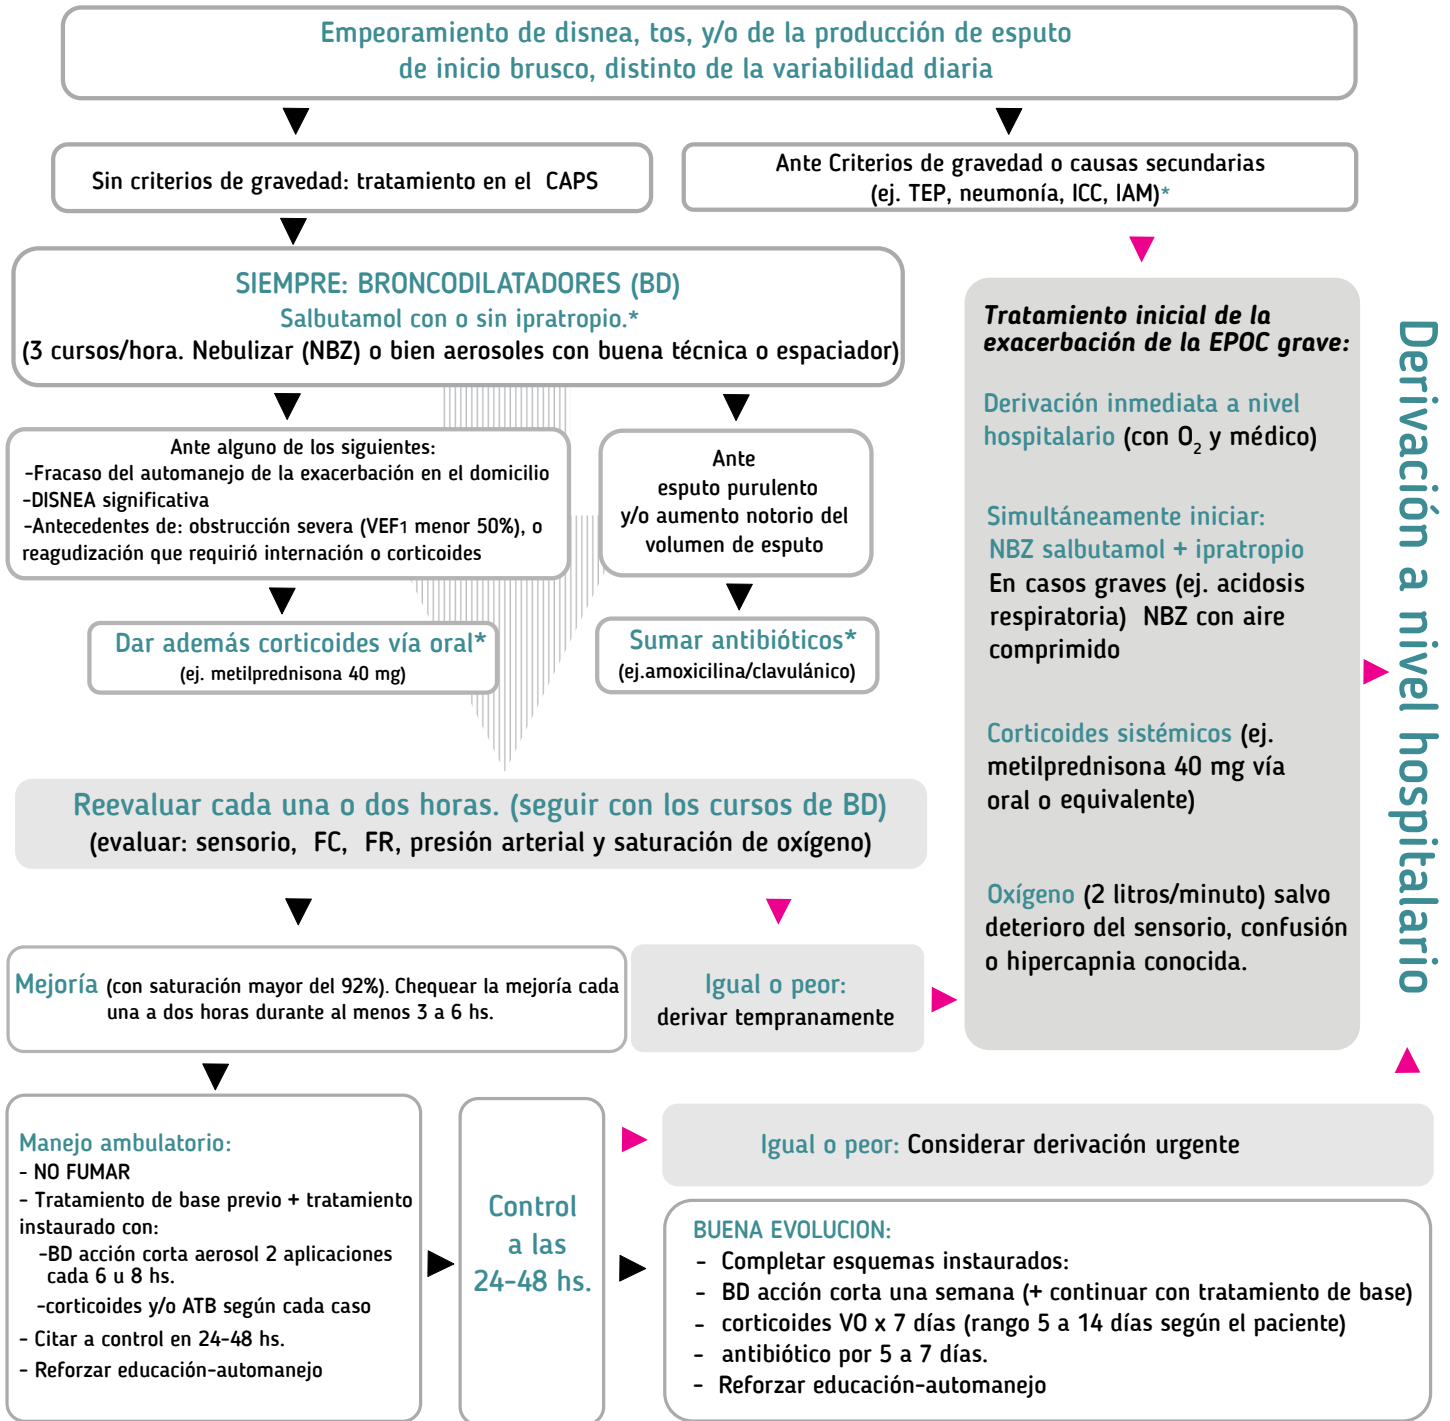 Empeoramiento de disnea, tos, y/o de la producción de esputo
de inicio brusco, distinto de la variabilidad diaria
Sin criterios de gravedad: tratamiento en el CAPS
Ante Criterios de gravedad o causas secundarias
(ej. TEP, neumonía, ICC, IAM)*
SIEMPRE: BRONCODILATADORES (BD)
Salbutamol con o sin ipratropio.*
(3 cursos/hora. Nebulizar (NBZ) o bien aerosoles con buena técnica o espaciador)
Ante alguno de los siguientes:
-Fracaso del automanejo de la exacerbación en el domicilio
-DISNEA significativa
-Antecedentes de: obstrucción severa (VEF1 menor 50%), o
reagudización que requirió internación o corticoides
Ante
esputo purulento
y/o aumento notorio del
volumen de esputo
Dar además corticoides vía oral*
(ej. metilprednisona 40 mg)
Sumar antibióticos*
(ej.amoxicilina/clavulánico)
Reevaluar cada una o dos horas. (seguir con los cursos de BD)
(evaluar: sensorio, FC, FR, presión arterial y saturación de oxígeno)
Mejoría (con saturación mayor del 92%). Chequear la mejoría cada
una a dos horas durante al menos 3 a 6 hs.
Igual o peor:
derivar tempranamente
Tratamiento inicial de la
exacerbación de la EPOC grave:
Derivación inmediata a nivel
hospitalario (con O₂ y médico)
Simultáneamente iniciar:
NBZ salbutamol + ipratropio
En casos graves (ej. acidosis
respiratoria) NBZ con aire
comprimido
Corticoides sistémicos (ej.
metilprednisona 40 mg vía
oral o equivalente)
Oxígeno (2 litros/minuto) salvo
deterioro del sensorio, confusión
o hipercapnia conocida.
Derivación a nivel hospitalario
Manejo ambulatorio:
- NO FUMAR
- Tratamiento de base previo + tratamiento
instaurado con:
-BD acción corta aerosol 2 aplicaciones
cada 6 u 8 hs.
-corticoides y/o ATB según cada caso
- Citar a control en 24-48 hs.
- Reforzar educación-automanejo
Control
a las
24-48 hs.
Igual o peor: Considerar derivación urgente
BUENA EVOLUCION:
- Completar esquemas instaurados:
- BD acción corta una semana (+ continuar con tratamiento de base)
- corticoides VO x 7 días (rango 5 a 14 días según el paciente)
- antibiótico por 5 a 7 días.
- Reforzar educación-automanejo